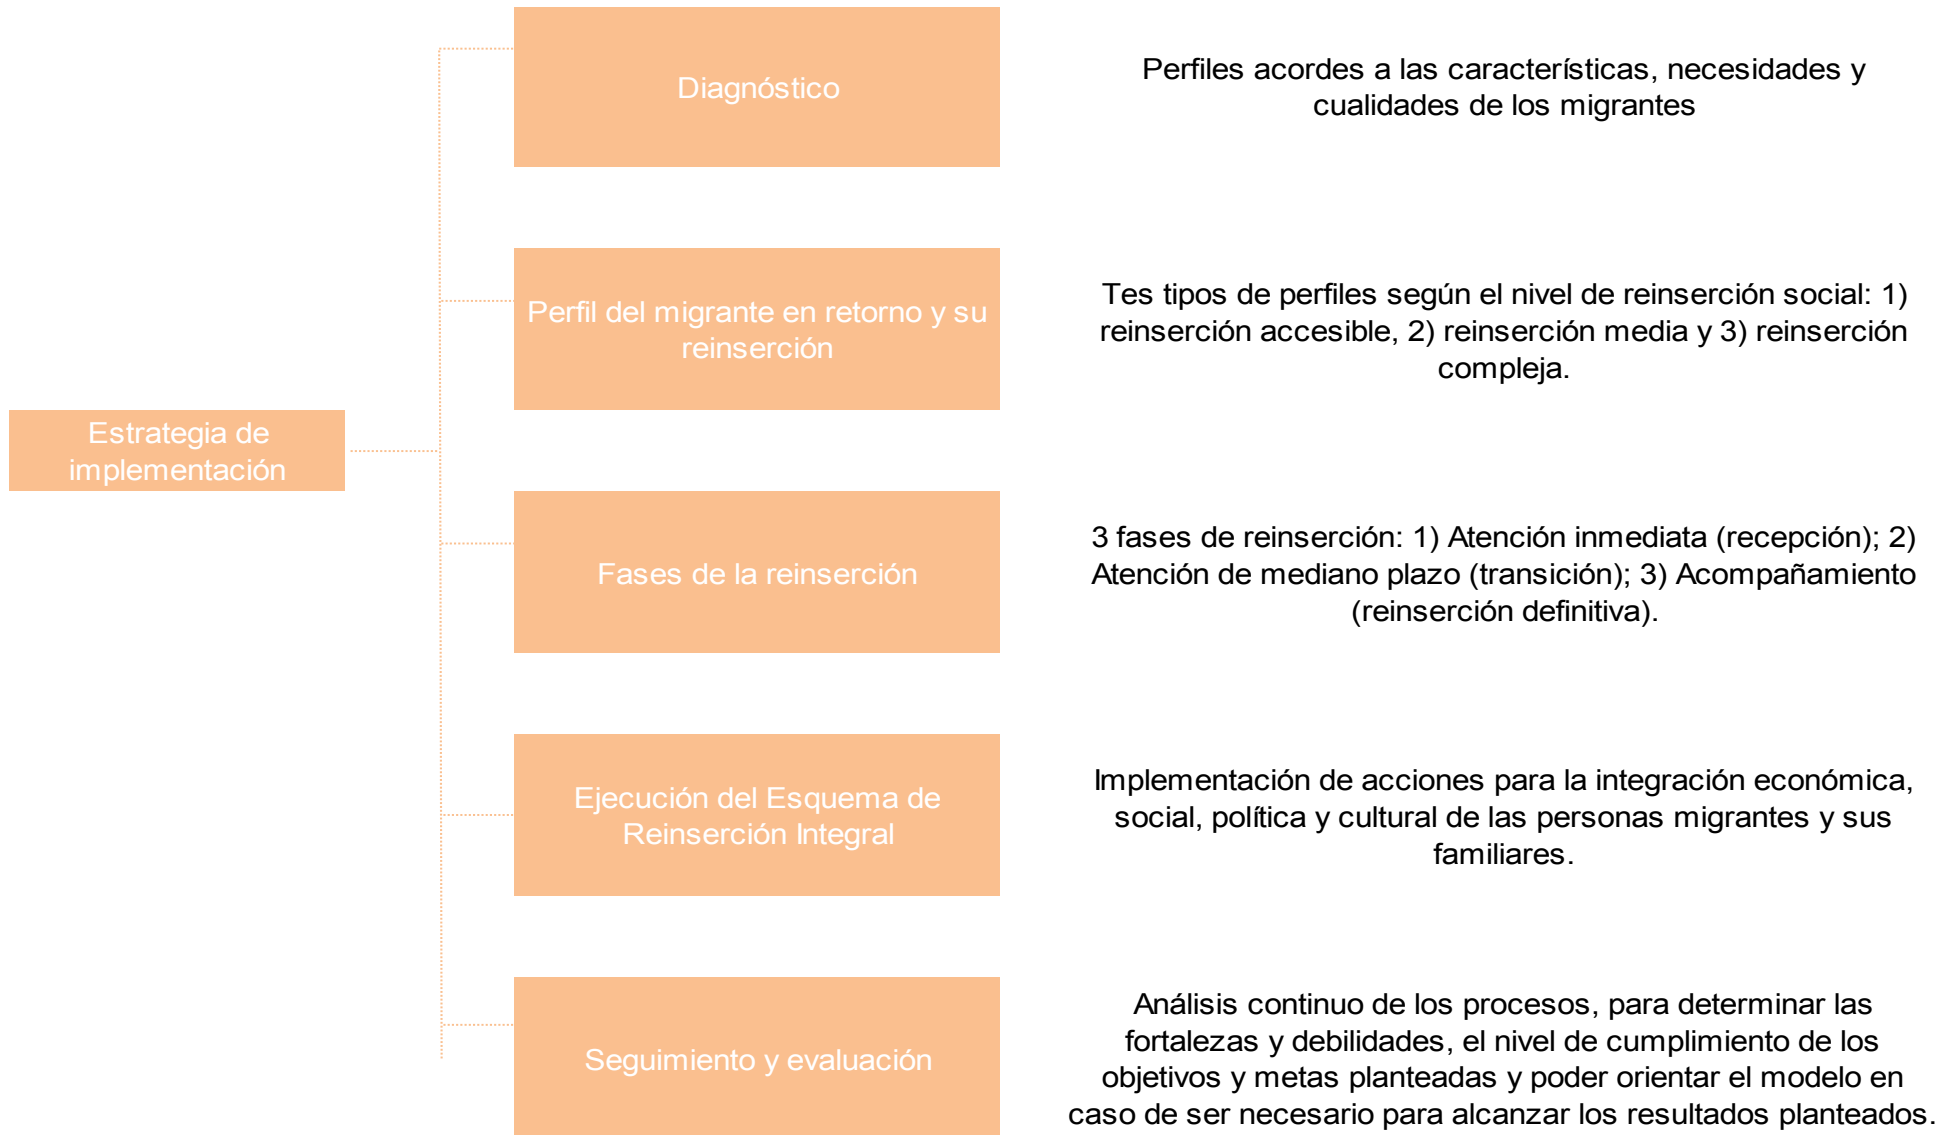 Diagnóstico
Perfiles acordes a las características, necesidades y
cualidades de los migrantes
Perfil del migrante en retorno y su
reinserción
Tes tipos de perfiles según el nivel de reinserción social: 1)
reinserción accesible, 2) reinserción media y 3) reinserción
compleja.
Estrategia de
implementación
Fases de la reinserción
3 fases de reinserción: 1) Atención inmediata (recepción); 2)
Atención de mediano plazo (transición); 3) Acompañamiento
(reinserción definitiva).
Ejecución del Esquema de
Reinserción Integral
Implementación de acciones para la integración económica,
social, política y cultural de las personas migrantes y sus
familiares.
Seguimiento y evaluación
Análisis continuo de los procesos, para determinar las
fortalezas y debilidades, el nivel de cumplimiento de los
objetivos y metas planteadas y poder orientar el modelo en
caso de ser necesario para alcanzar los resultados planteados.